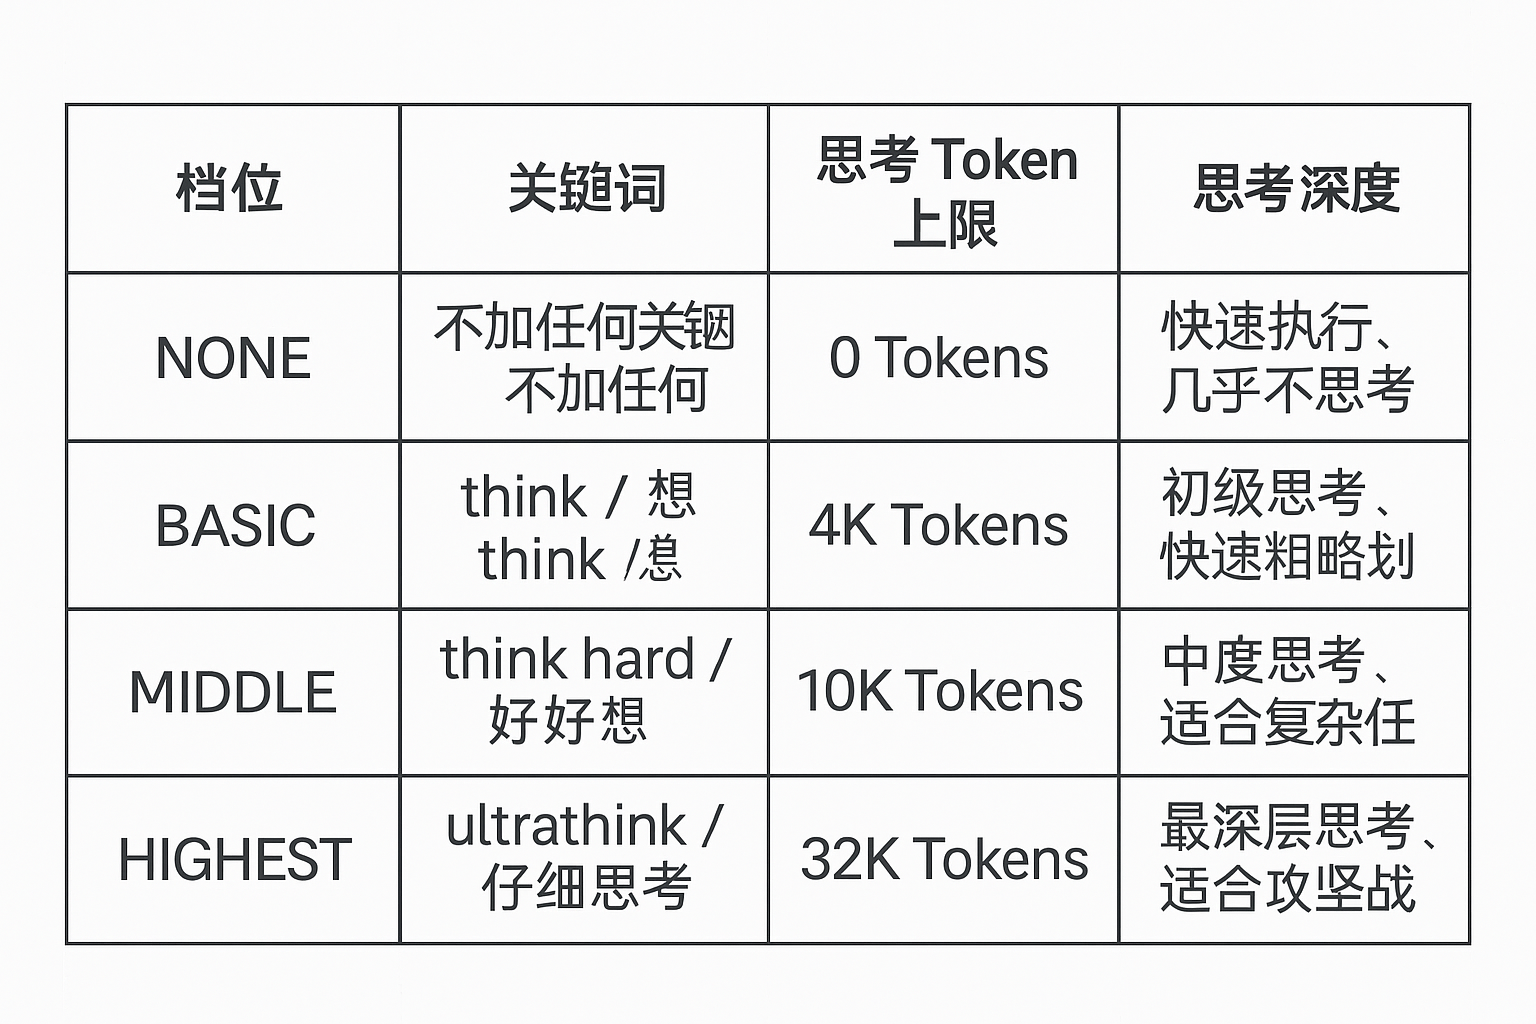 档位
关键词
思考 Token
上限
思考深度
NONE
不加任何关
不加任何
0 Tokens
快速执行、
几乎不思考
BASIC
think / 想
think /
4K Tokens
初级思考、
快速粗略划
MIDDLE
think hard /
好好想
10K Tokens
中度思考、
适合复杂任
HIGHEST
ultrathink /
仔细思考
32K Tokens
最深层思考、
适合攻坚战